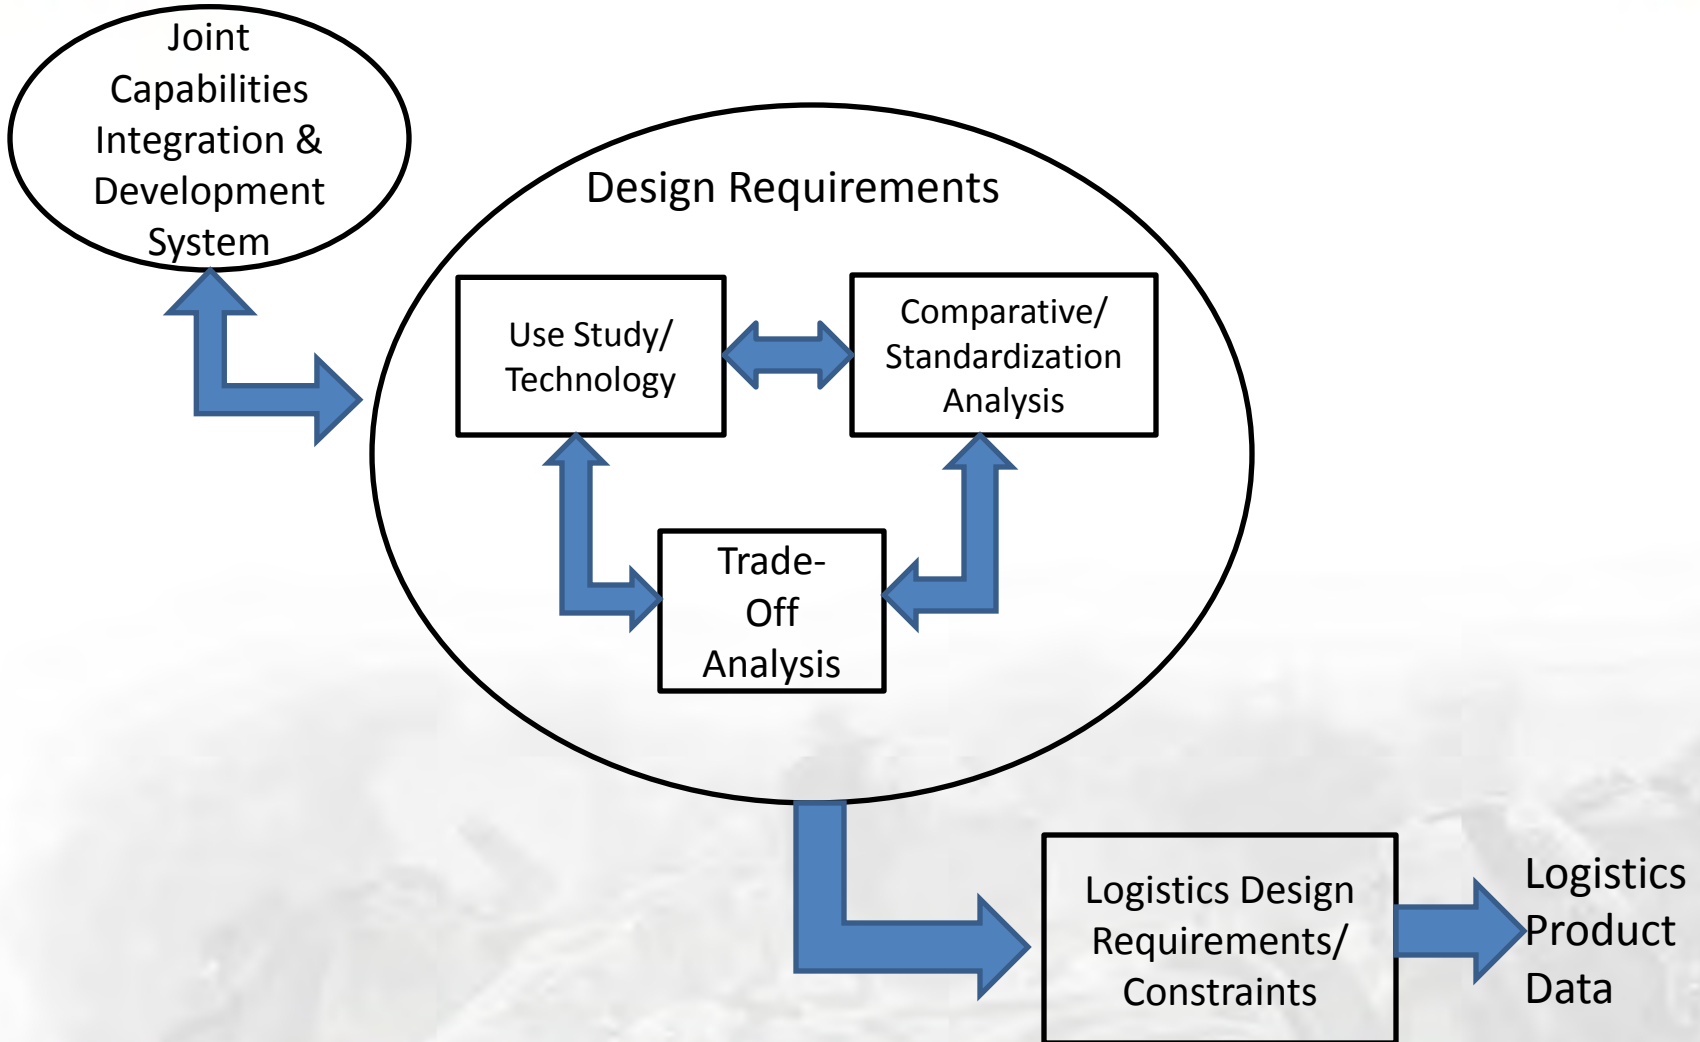 Joint
Capabilities
Integration &
Development
System
Design Requirements
Use Study/
Technology
Comparative/
Standardization
Analysis
Trade-
Off
Analysis
Logistics Design
Requirements/
Constraints
Logistics
Product
Data